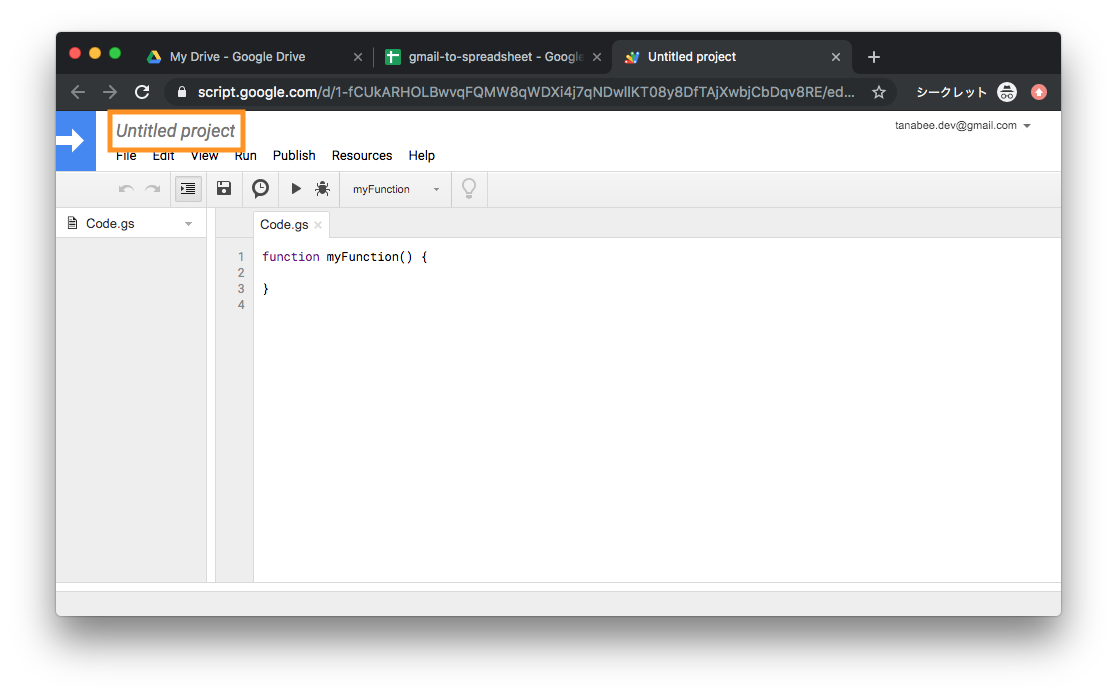 My Drive - Google Drive
gmail-to-spreadsheet - Google
Untitled project
script.google.com/d/1-fCUkARHOLBwvqFQMW8qWDXi4j7qNDwllKT08y8DfTAjXwbjCbDqv8RE/ed...
シークレット
Untitled project
tanabee.dev@gmail.com
File Edit View Run Publish Resources Help
myFunction
Code.gs
Code.gs
1 function myFunction() {
2
3 }
4